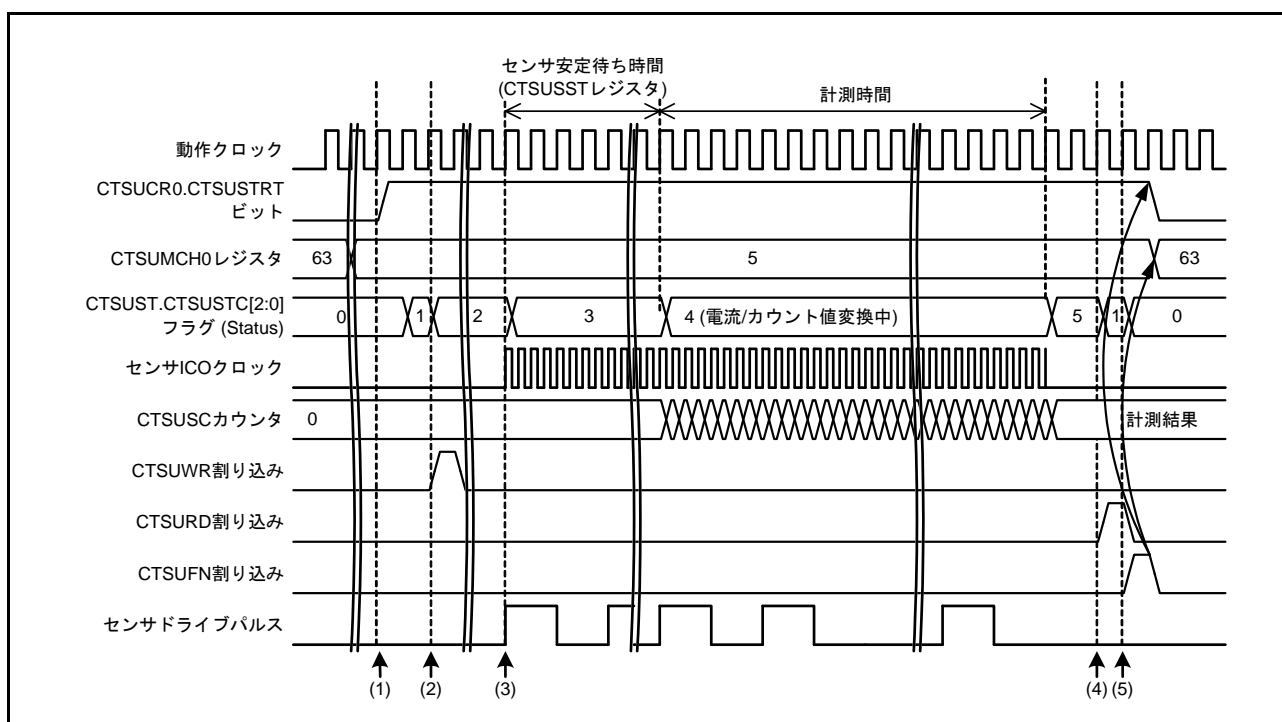 センサ安定待ち時間
(CTSUSSTレジスタ)
計測時間
動作クロック
CTSUCR0.CTSUSTRT
ビット
CTSUMCH0レジスタ
63
5
63
CTSUST.CTSUSTC[2:0]
フラグ (Status)
0
1
2
3
4 (電流/カウント値変換中)
5
1
0
センサICOクロック
CTSUSCカウンタ
0
計測結果
CTSUWR割り込み
CTSURD割り込み
CTSUFN割り込み
センサドライブパルス
(1)
(2)
(3)
(4)
(5)